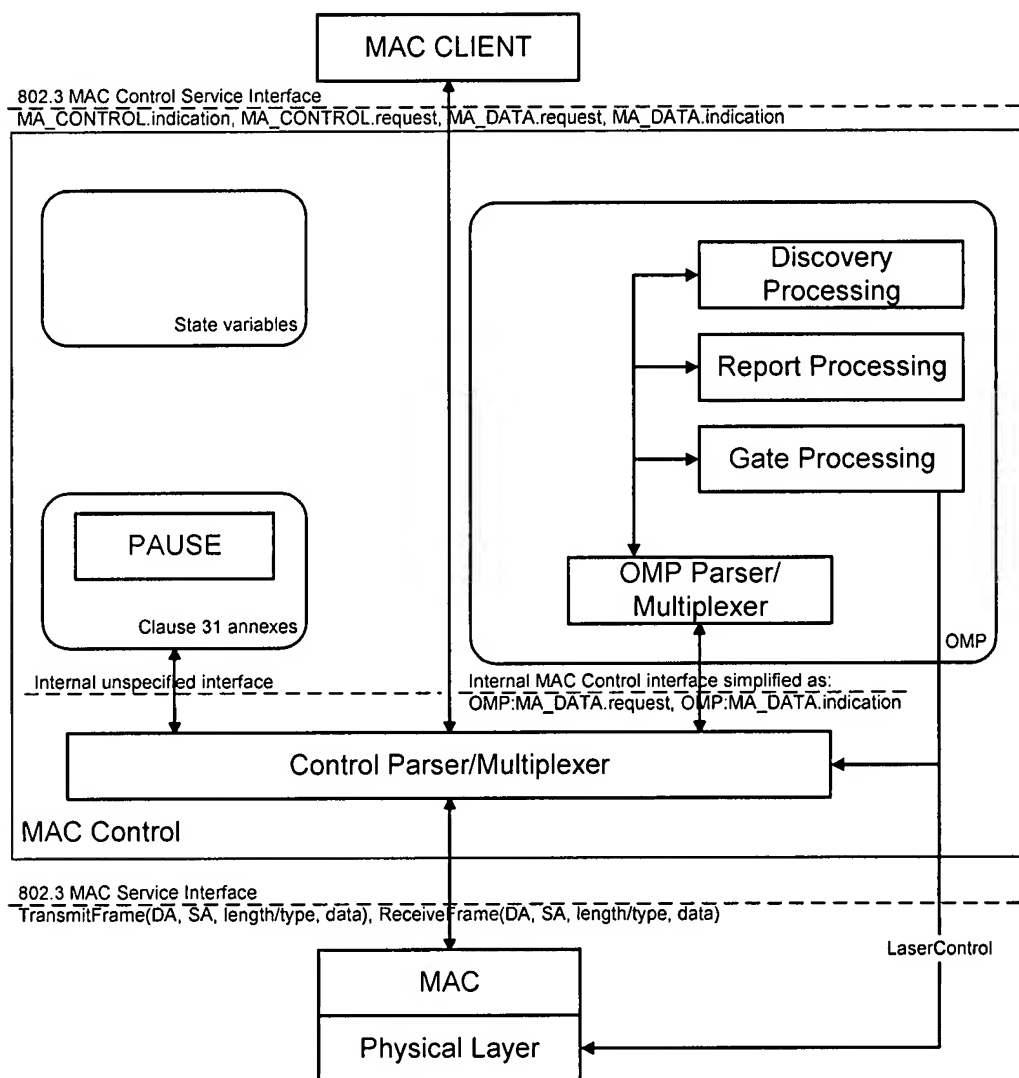 MAC CLIENT
802.3 MAC Control Service Interface
MA_CONTROL.indication, MA_CONTROL.request, MA_DATA.request, MA_DATA.indication
State variables
Discovery
Processing
Report Processing
Gate Processing
PAUSE
Clause 31 annexes
OMP Parser/
Multiplexer
OMP
Internal unspecified interface
Internal MAC Control interface simplified as:
OMP:MA_DATA.request, OMP:MA_DATA.indication
Control Parser/Multiplexer
MAC Control
802.3 MAC Service Interface
TransmitFrame(DA, SA, length/type, data), ReceiveFrame(DA, SA, length/type, data)
LaserControl
MAC
Physical Layer